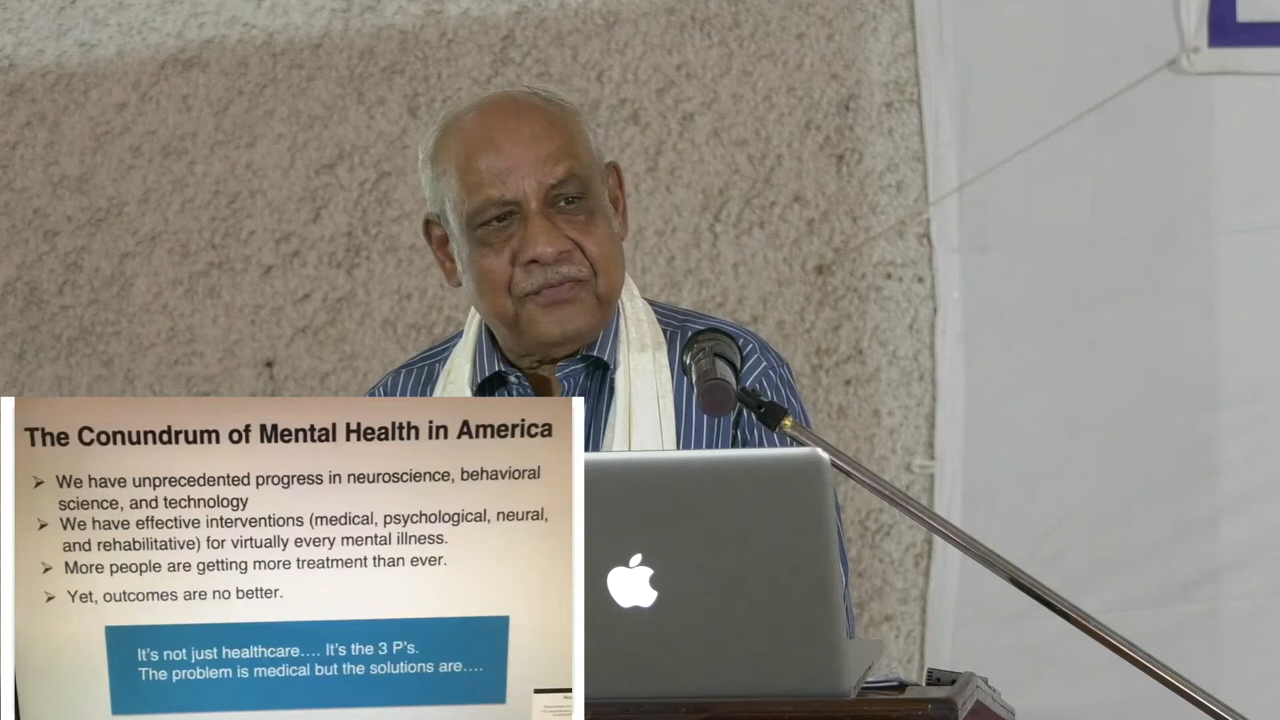 The Conundrum of Mental Health in America
➢ We have unprecedented progress in neuroscience, behavioral
science, and technology
➢ We have effective interventions (medical, psychological, neural,
and rehabilitative) for virtually every mental illness.
➢ More people are getting more treatment than ever.
➢ Yet, outcomes are no better.
It's not just healthcare.... It's the 3 P's.
The problem is medical but the solutions are....